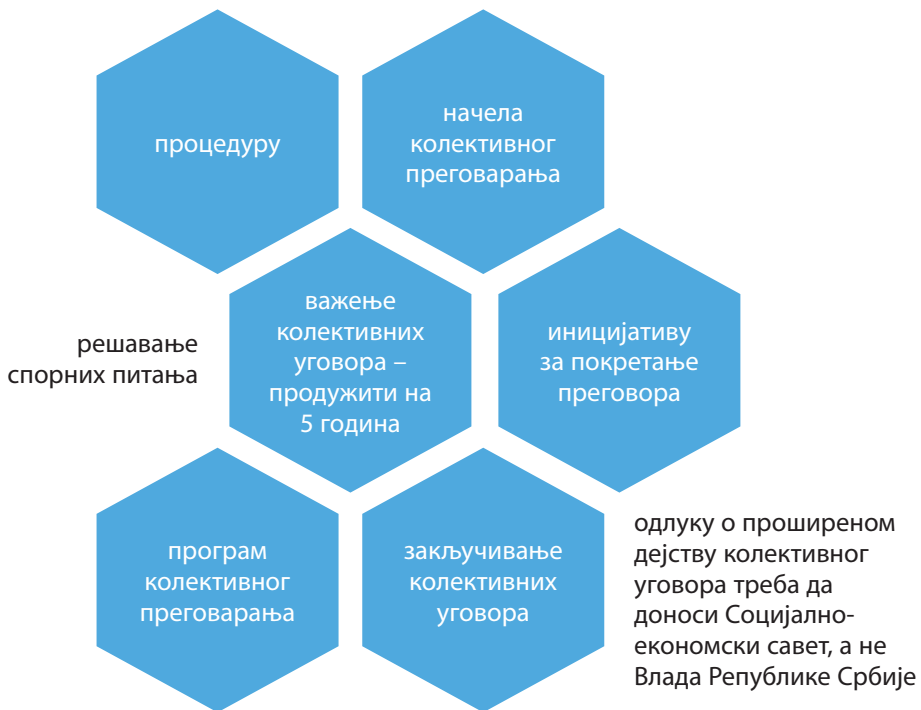 процедуру
начела
колективног
преговарања
решавање
спорних питања
важење
колективних
уговора –
продужити на
5 година
иницијативу
за покретање
преговора
програм
колективног
преговарања
закључивање
колективних
уговора
одлуку о проширеном
дејству колективног
уговора треба да
доноси Социјално-
економски савет, а не
Влада Републике Србије